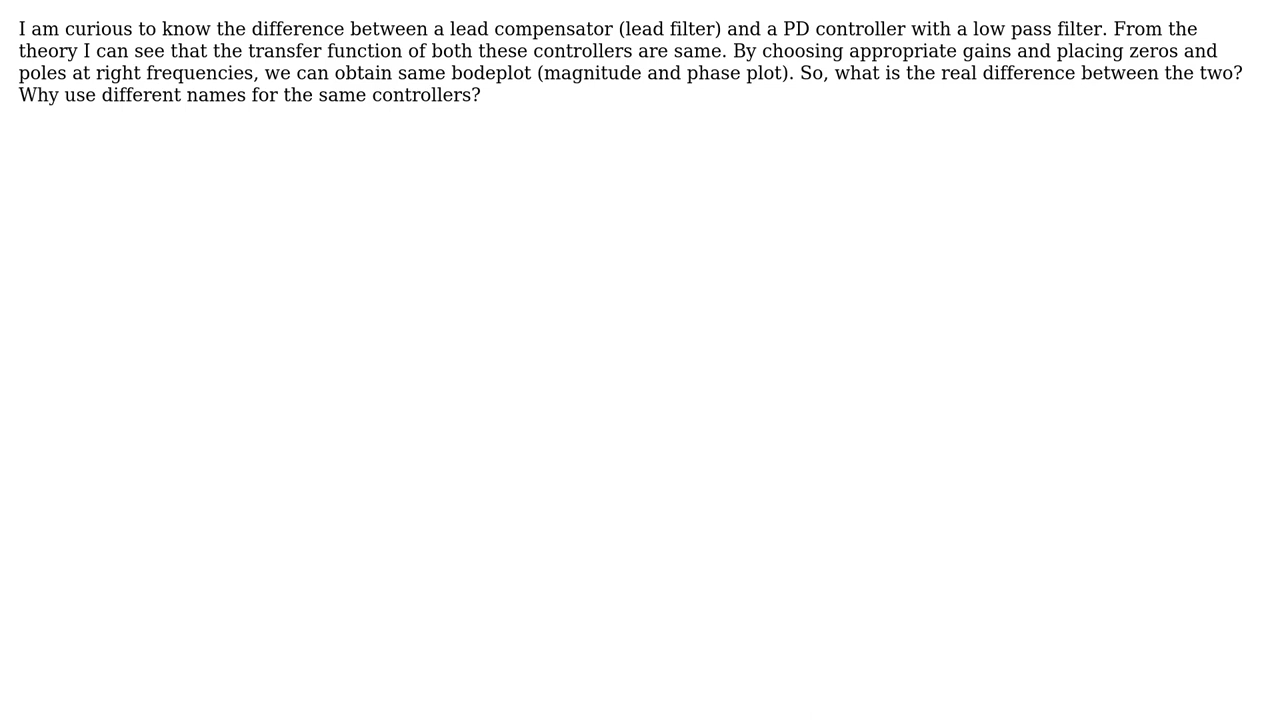 I am curious to know the difference between a lead compensator (lead filter) and a PD controller with a low pass filter. From the
theory I can see that the transfer function of both these controllers are same. By choosing appropriate gains and placing zeros and
poles at right frequencies, we can obtain same bodeplot (magnitude and phase plot). So, what is the real difference between the two?
Why use different names for the same controllers?